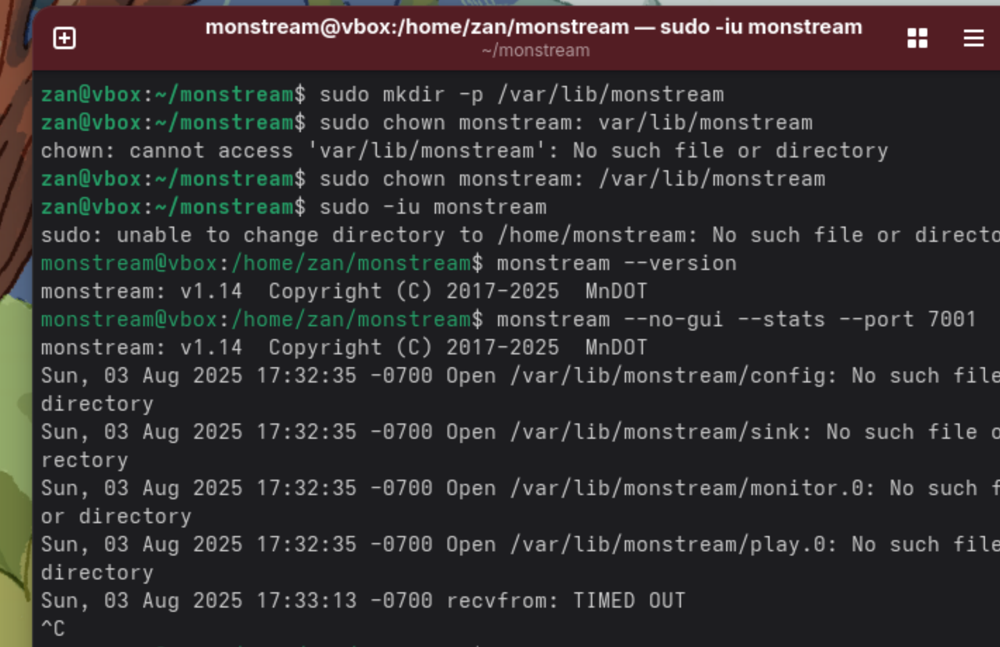 monstream@vbox:/home/zan/monstream — sudo -iu monstream
~/monstream
zan@vbox:~/monstream$ sudo mkdir -p /var/lib/monstream
zan@vbox:~/monstream$ sudo chown monstream: var/lib/monstream
chown: cannot access 'var/lib/monstream': No such file or directory
zan@vbox:~/monstream$ sudo chown monstream: /var/lib/monstream
zan@vbox:~/monstream$ sudo -iu monstream
sudo: unable to change directory to /home/monstream: No such file or directo
monstream@vbox:/home/zan/monstream$ monstream --version
monstream: v1.14  Copyright (C) 2017-2025  MnDOT
monstream@vbox:/home/zan/monstream$ monstream --no-gui --stats --port 7001
monstream: v1.14  Copyright (C) 2017-2025  MnDOT
Sun, 03 Aug 2025 17:32:35 -0700 Open /var/lib/monstream/config: No such file
directory
Sun, 03 Aug 2025 17:32:35 -0700 Open /var/lib/monstream/sink: No such file o
rectory
Sun, 03 Aug 2025 17:32:35 -0700 Open /var/lib/monstream/monitor.0: No such f
or directory
Sun, 03 Aug 2025 17:32:35 -0700 Open /var/lib/monstream/play.0: No such file
directory
Sun, 03 Aug 2025 17:33:13 -0700 recvfrom: TIMED OUT
^C